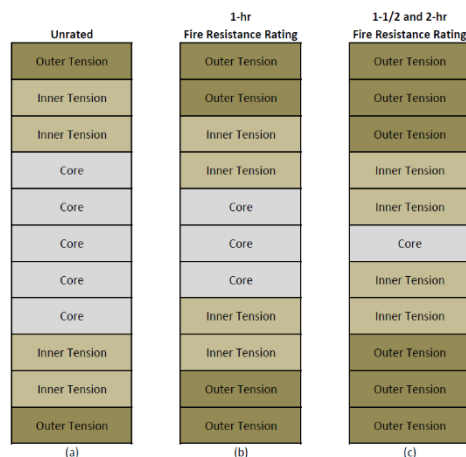 Unrated
Outer Tension
Inner Tension
Inner Tension
Core
Core
Core
Core
Core
Inner Tension
Inner Tension
Outer Tension
(a)
1-hr
Fire Resistance Rating
Outer Tension
Outer Tension
Inner Tension
Inner Tension
Core
Core
Core
Inner Tension
Inner Tension
Outer Tension
Outer Tension
(b)
1-1/2 and 2-hr
Fire Resistance Rating
Outer Tension
Outer Tension
Outer Tension
Inner Tension
Inner Tension
Core
Inner Tension
Inner Tension
Outer Tension
Outer Tension
Outer Tension
(c)